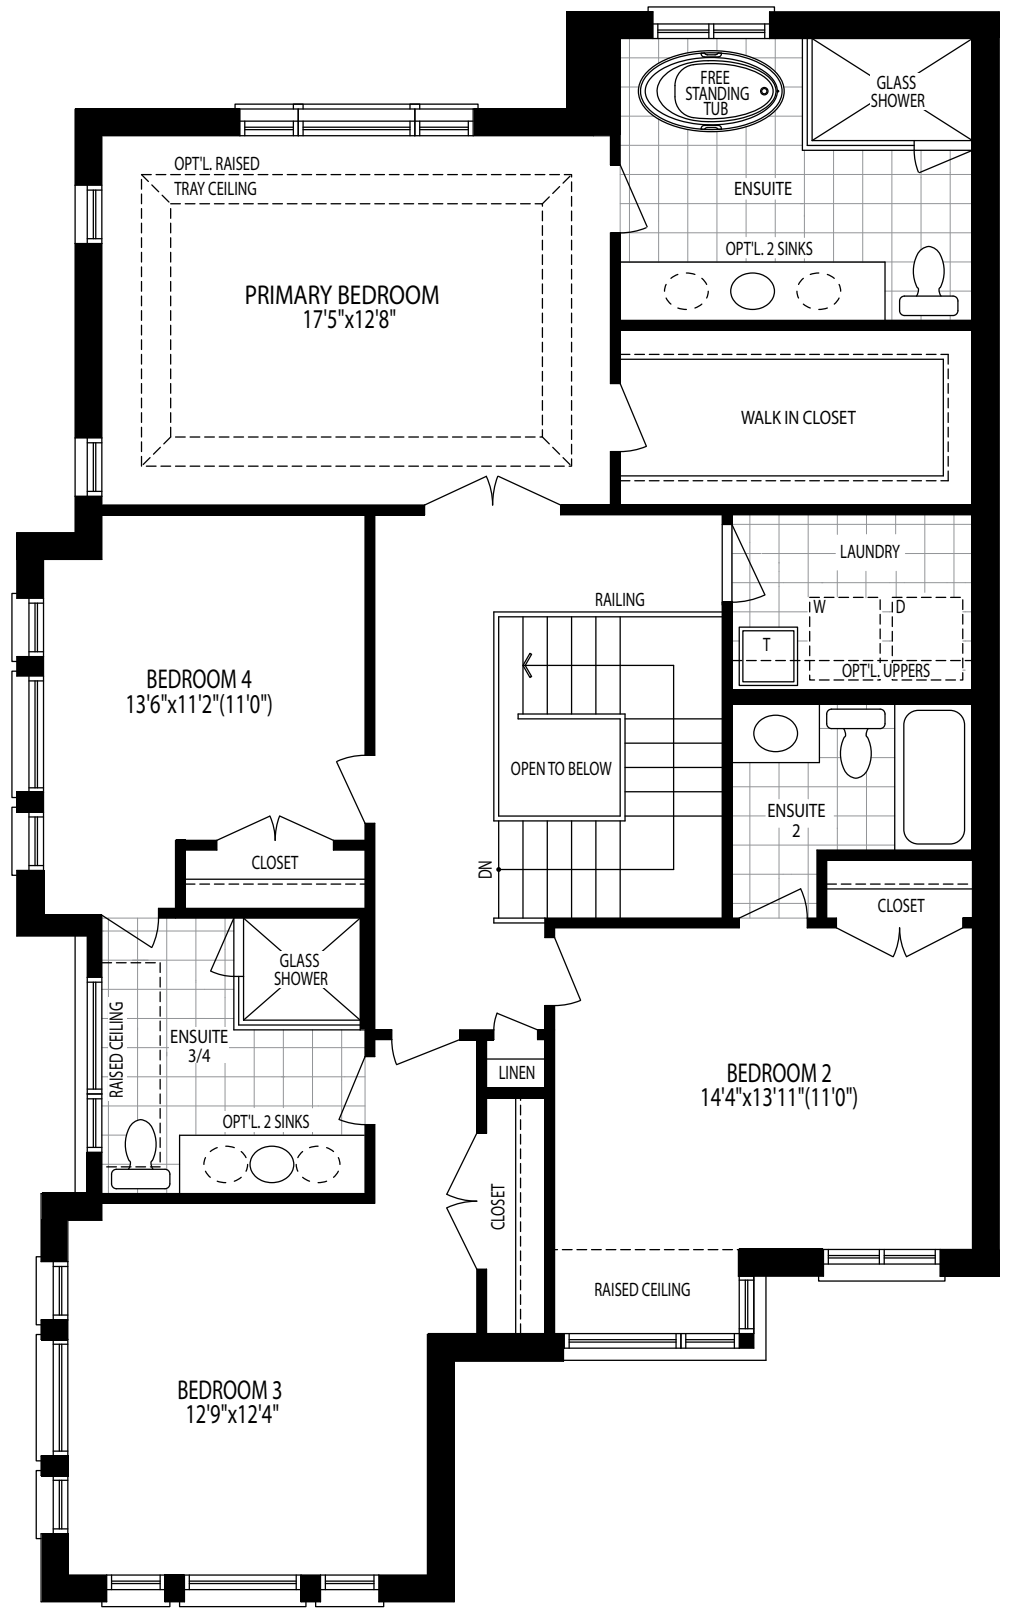 FREE
STANDING
TUB
GLASS
SHOWER
OPT'L. RAISED
TRAY CEILING
ENSUITE
OPT'L. 2 SINKS
PRIMARY BEDROOM
17'5"x12'8"
WALK IN CLOSET
LAUNDRY
RAILING
W
D
T
OPT'L. UPPERS
BEDROOM 4
13'6"x11'2"(11'0")
OPEN TO BELOW
ENSUITE
2
CLOSET
DN
CLOSET
GLASS
SHOWER
RAISED CEILING
ENSUITE
3/4
LINEN
BEDROOM 2
14'4"x13'11"(11'0")
OPT'L. 2 SINKS
CLOSET
RAISED CEILING
BEDROOM 3
12'9"x12'4"